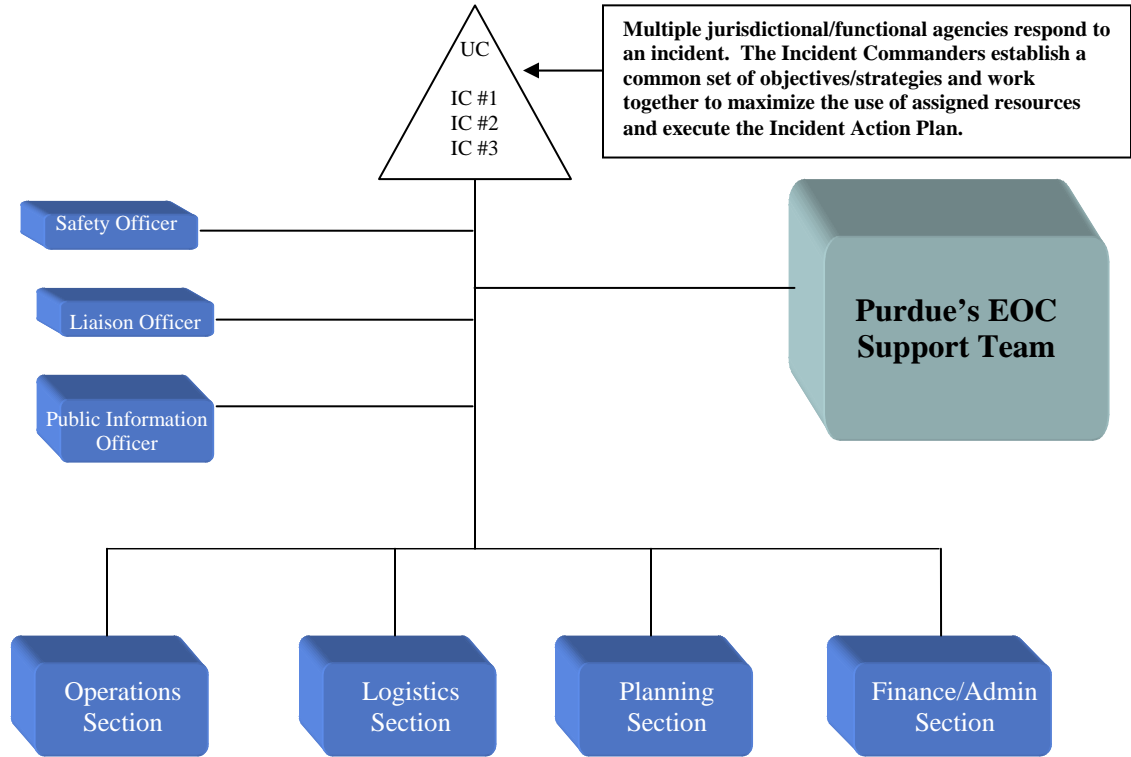 UC
IC #1
IC #2
IC #3
Multiple jurisdictional/functional agencies respond to
an incident.  The Incident Commanders establish a
common set of objectives/strategies and work
together to maximize the use of assigned resources
and execute the Incident Action Plan.
Safety Officer
Liaison Officer
Public Information
Officer
Purdue’s EOC
Support Team
Operations
Section
Logistics
Section
Planning
Section
Finance/Admin
Section